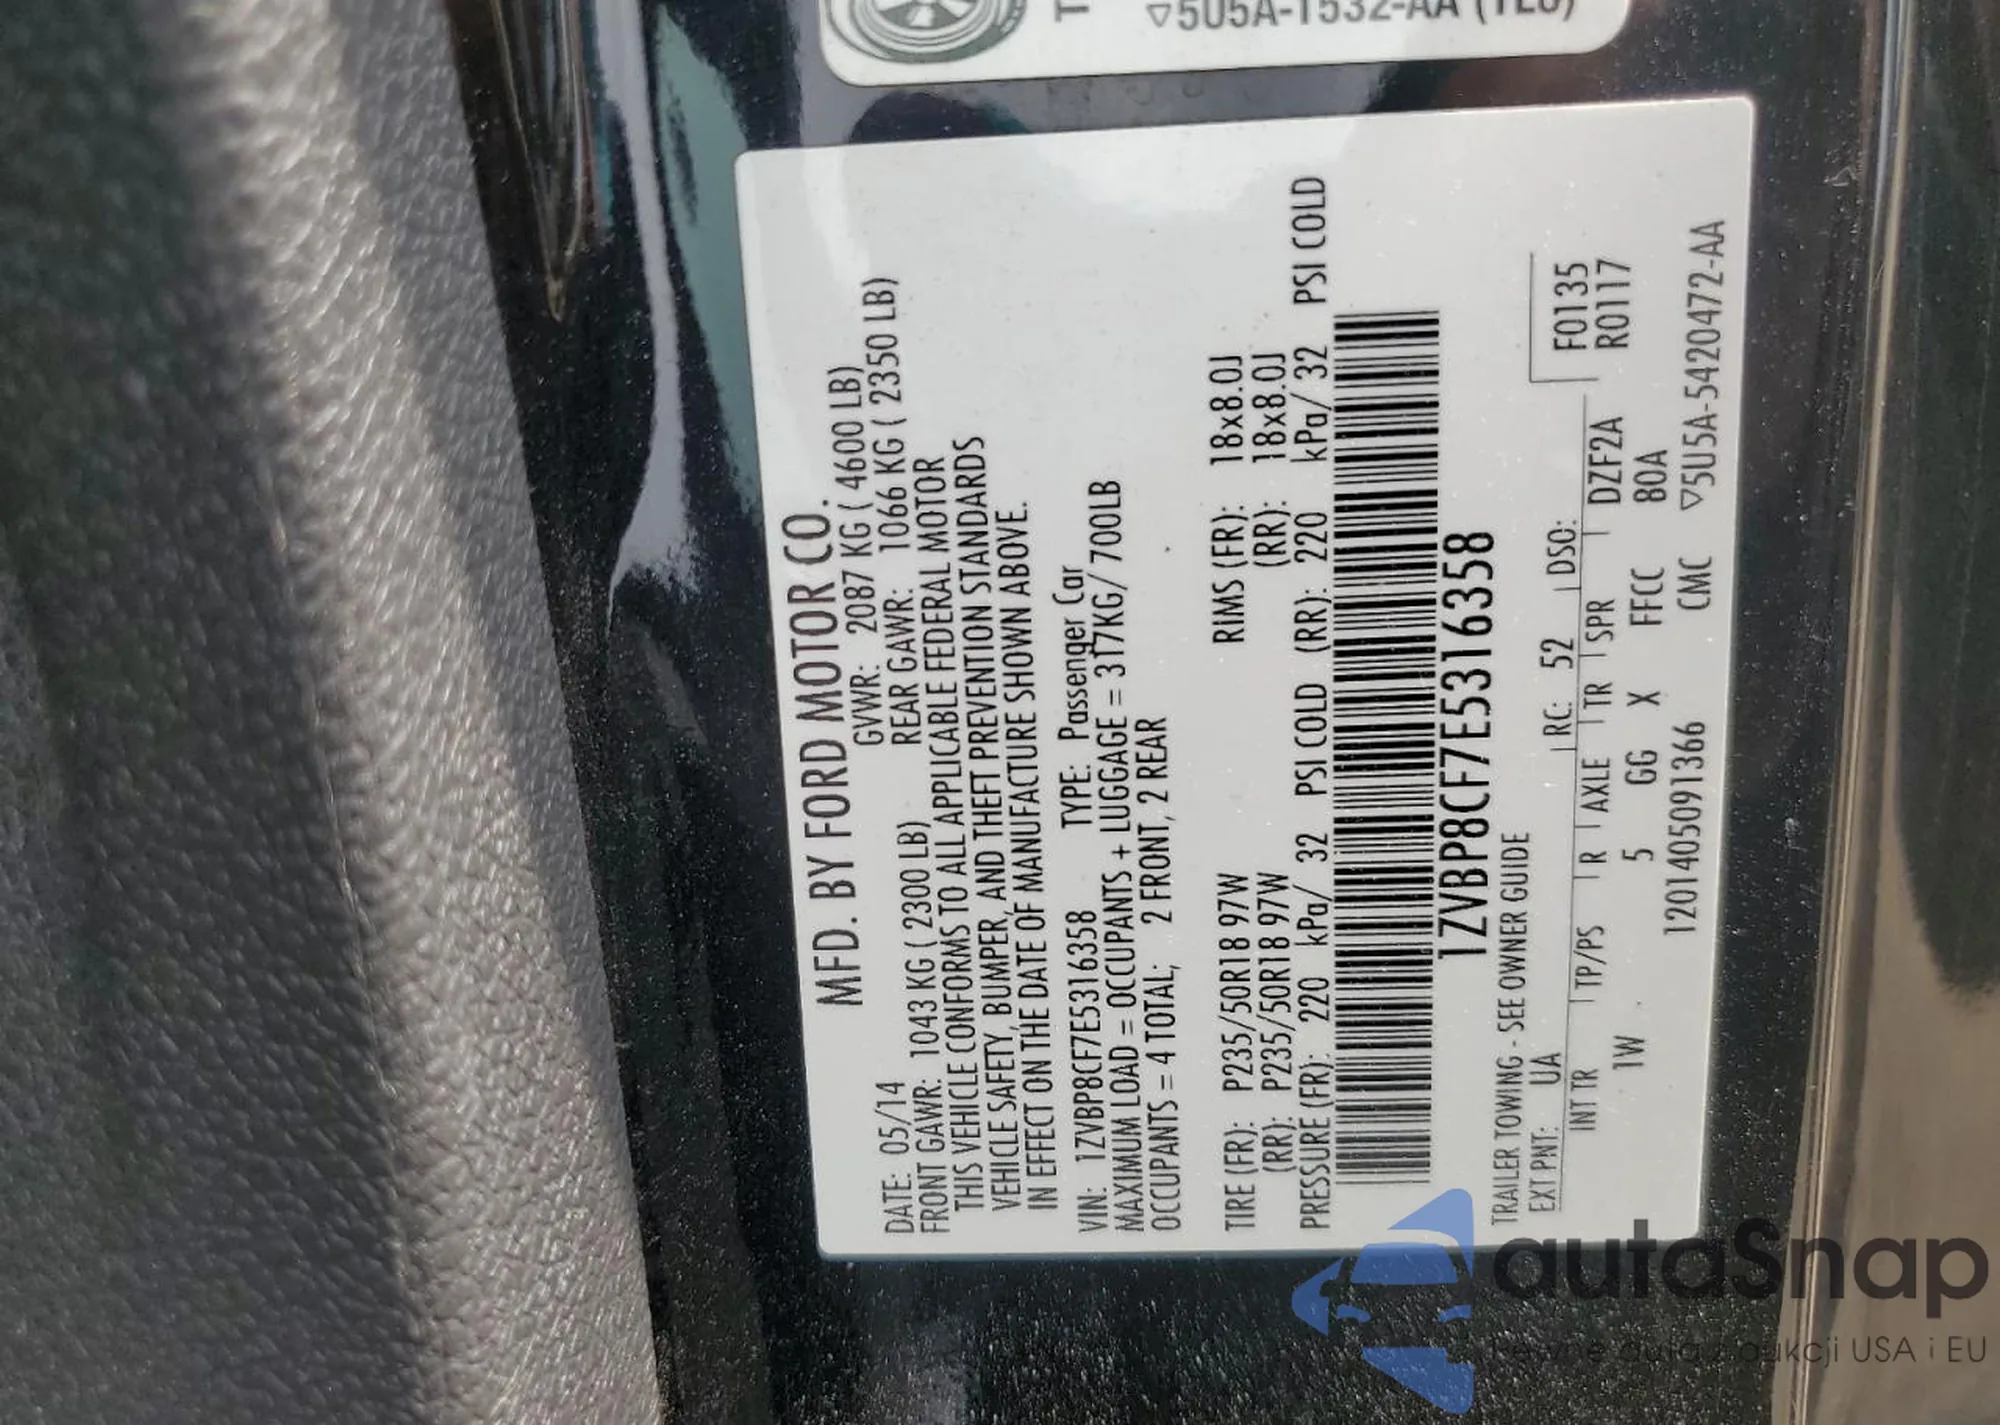 ▽5U5A-1532-AA
MFD. BY FORD MOTOR CO.
DATE: 05/14 GVWR: 2087 KG ( 4600 LB)
FRONT GAWR: 1043 KG ( 2300 LB) REAR GAWR: 1066 KG ( 2350 LB)
THIS VEHICLE CONFORMS TO ALL APPLICABLE FEDERAL MOTOR
VEHICLE SAFETY, BUMPER, AND THEFT PREVENTION STANDARDS
IN EFFECT ON THE DATE OF MANUFACTURE SHOWN ABOVE.
VIN: 1ZVBP8CF7E5316358 TYPE: Passenger Car
MAXIMUM LOAD = OCCUPANTS + LUGGAGE = 317KG/ 700LB
OCCUPANTS = 4 TOTAL; 2 FRONT, 2 REAR
TIRE (FR): P235/50R18 97W RIMS (FR): 18x8.0J
(RR): P235/50R18 97W (RR): 18x8.0J
PRESSURE (FR): 220 kPa/ 32 PSI COLD (RR): 220 kPa/ 32 PSI COLD
1ZVBP8CF7E5316358
TRAILER TOWING - SEE OWNER GUIDE
EXT PNT: UA RC: 52 DSO: F0135
INT TR TP/PS R AXLE TR SPR DZF2A R0117
1W 5 GG X FFCC 80A
1201405091366 CMC ▽5U5A-5420472-AA
autaSnap
pewne auta z aukcji USA i EU